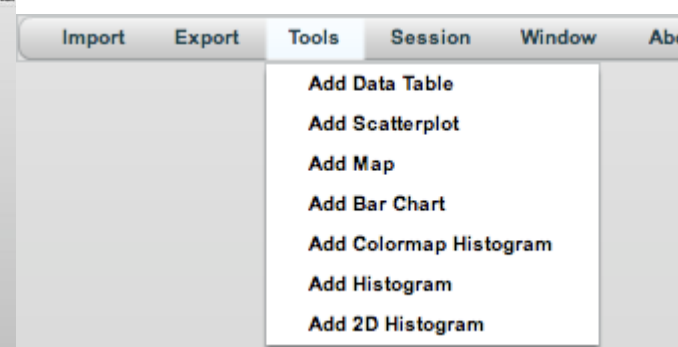 Import Export Tools Session Window
Add Data Table
Add Scatterplot
Add Map
Add Bar Chart
Add Colormap Histogram
Add Histogram
Add 2D Histogram